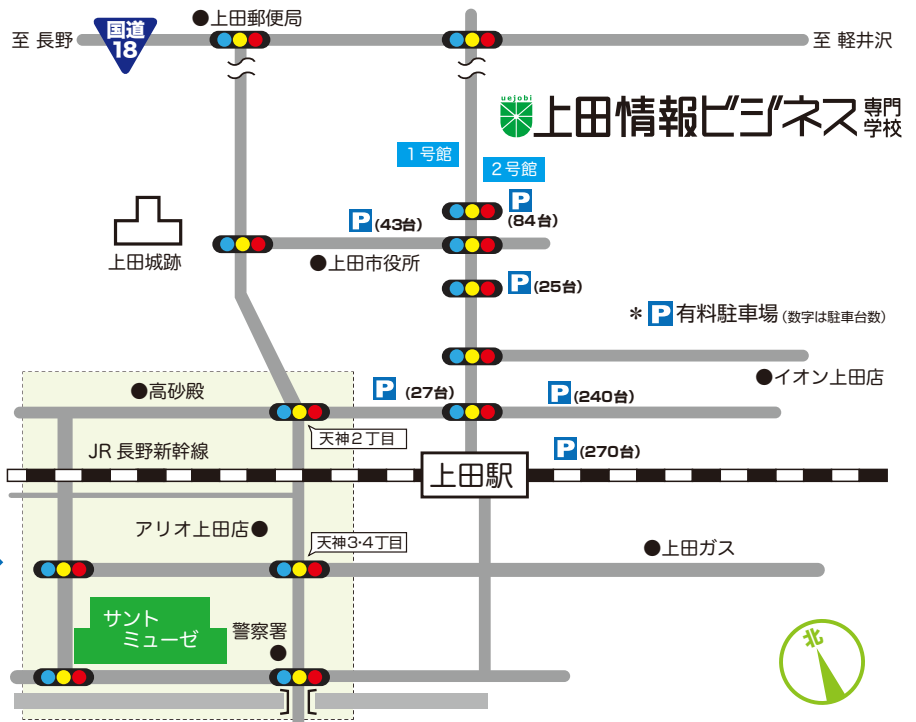 上田郵便局
至 長野
国道
18
至 軽井沢
uejobi
上田情報ビジネス
専門
学校
1号館
2号館
P
(84台)
P (43台)
上田城跡
上田市役所
P (25台)
* P 有料駐車場 (数字は駐車台数)
イオン上田店
高砂殿
P (27台)
P (240台)
天神2丁目
JR 長野新幹線
P (270台)
上田駅
アリオ上田店
天神3・4丁目
上田ガス
サント
ミューゼ
警察署
北